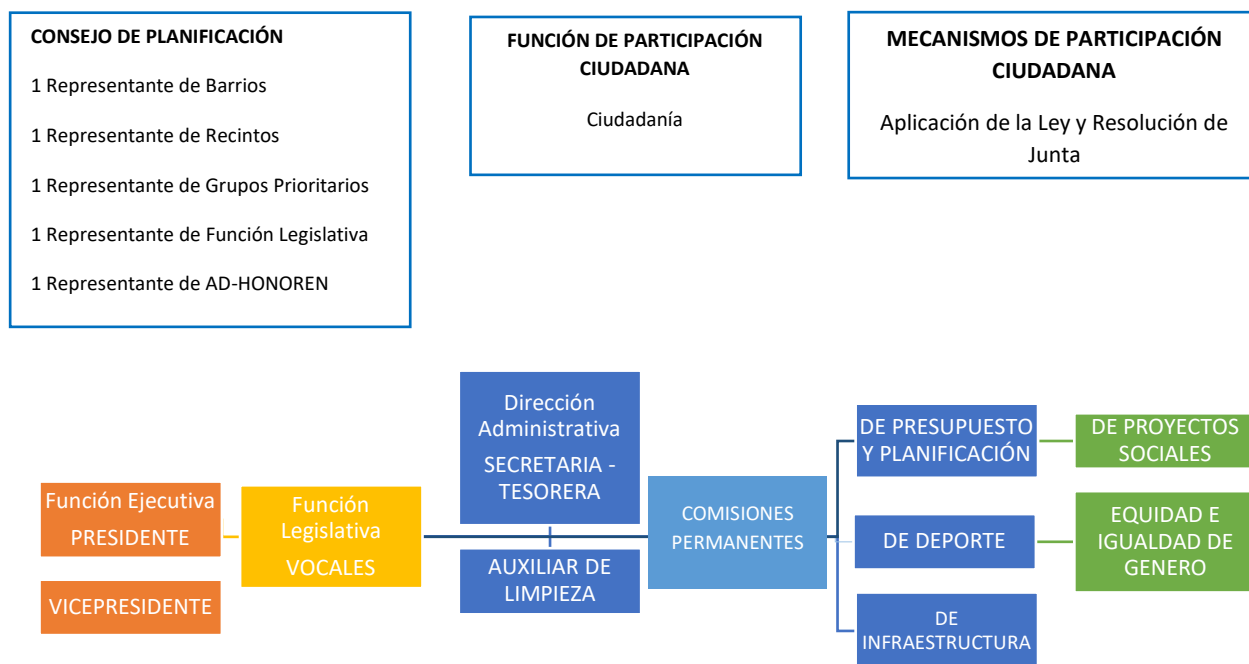 CONSEJO DE PLANIFICACIÓN
1 Representante de Barrios
1 Representante de Recintos
1 Representante de Grupos Prioritarios
1 Representante de Función Legislativa
1 Representante de AD-HONOREN
FUNCIÓN DE PARTICIPACIÓN
CIUDADANA
Ciudadanía
MECANISMOS DE PARTICIPACIÓN
CIUDADANA
Aplicación de la Ley y Resolución de
Junta
Función Ejecutiva
PRESIDENTE
VICEPRESIDENTE
Función
Legislativa
VOCALES
Dirección
Administrativa
SECRETARIA -
TESORERA
AUXILIAR DE
LIMPIEZA
COMISIONES
PERMANENTES
DE PRESUPUESTO
Y PLANIFICACIÓN
DE PROYECTOS
SOCIALES
DE DEPORTE
EQUIDAD E
IGUALDAD DE
GENERO
DE
INFRAESTRUCTURA